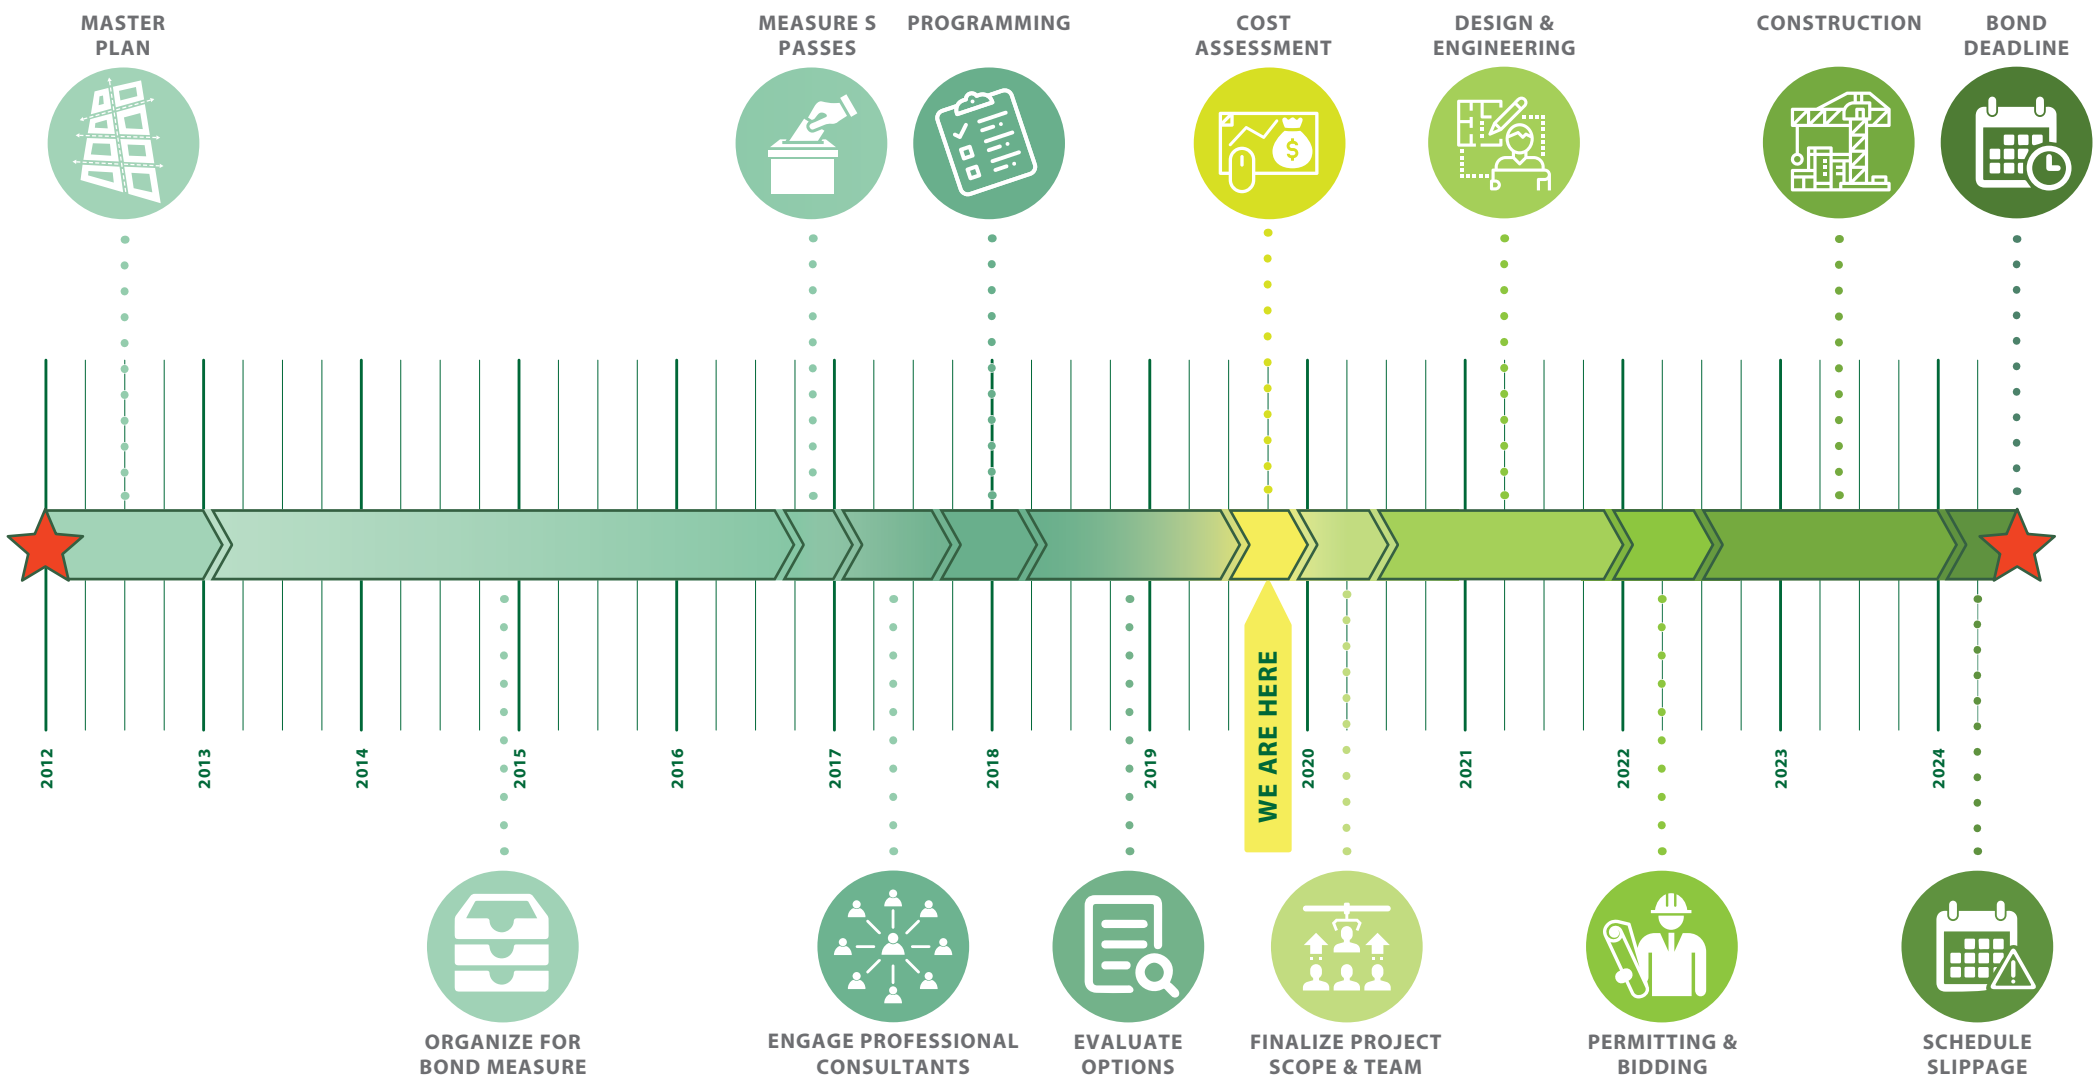 MASTER
PLAN
MEASURE S
PASSES
PROGRAMMING
COST
ASSESSMENT
DESIGN &
ENGINEERING
CONSTRUCTION
BOND
DEADLINE
$
WE ARE HERE
2012
2013
2014
2015
2016
2017
2018
2019
2020
2021
2022
2023
2024
ORGANIZE FOR
BOND MEASURE
ENGAGE PROFESSIONAL
CONSULTANTS
EVALUATE
OPTIONS
FINALIZE PROJECT
SCOPE & TEAM
PERMITTING &
BIDDING
SCHEDULE
SLIPPAGE